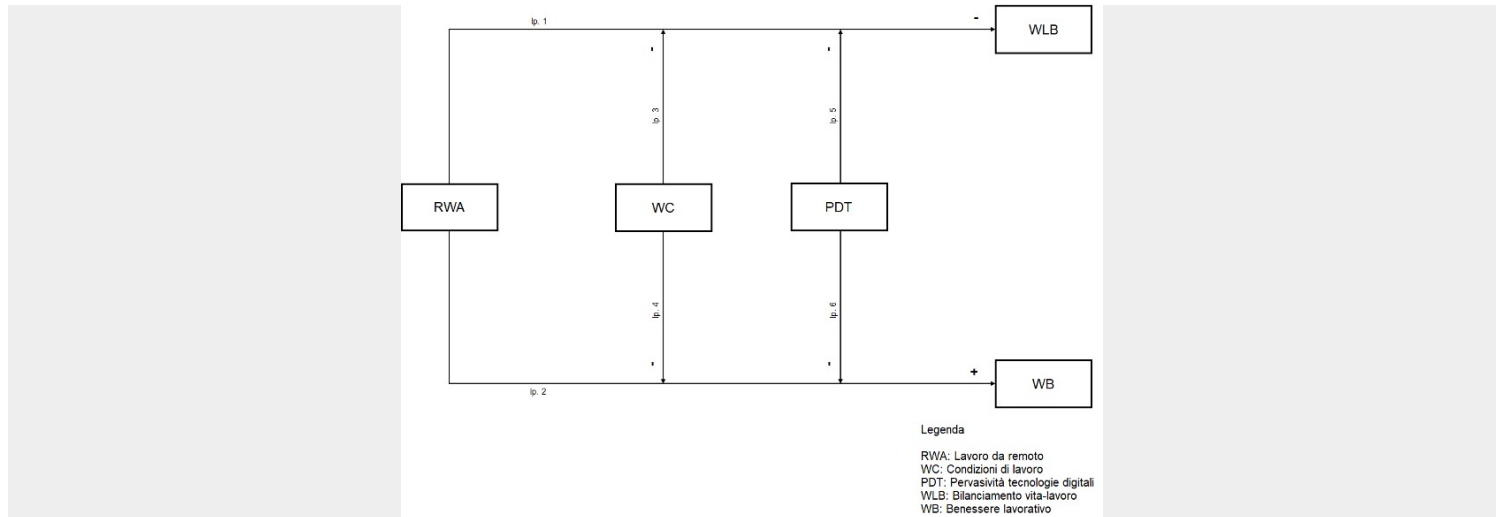 Ip. 1
-
WLB
-
-
Ip. 3
Ip. 5
RWA
WC
PDT
Ip. 4
Ip. 6
-
-
+
WB
Ip. 2
Legenda
RWA: Lavoro da remoto
WC: Condizioni di lavoro
PDT: Pervasività tecnologie digitali
WLB: Bilanciamento vita-lavoro
WB: Benessere lavorativo